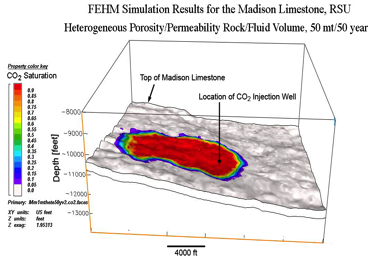 FEHM Simulation Results for the Madison Limestone, RSU
Heterogeneous Porosity/Permeability Rock/Fluid Volume, 50 mt/50 year
Property color key
CO2 Saturation
0.9
0.85
0.8
0.75
0.7
0.65
0.6
0.55
0.5
0.45
0.4
0.35
0.3
0.25
0.2
0.15
0.1
0.05
0.0
Top of Madison Limestone
Location of CO2 Injection Well
Depth [feet]
-8000
-9000
-10000
-11000
-12000
-13000
XY units: US feet
Z units: feet
Z exag: 1.95313
4000 ft